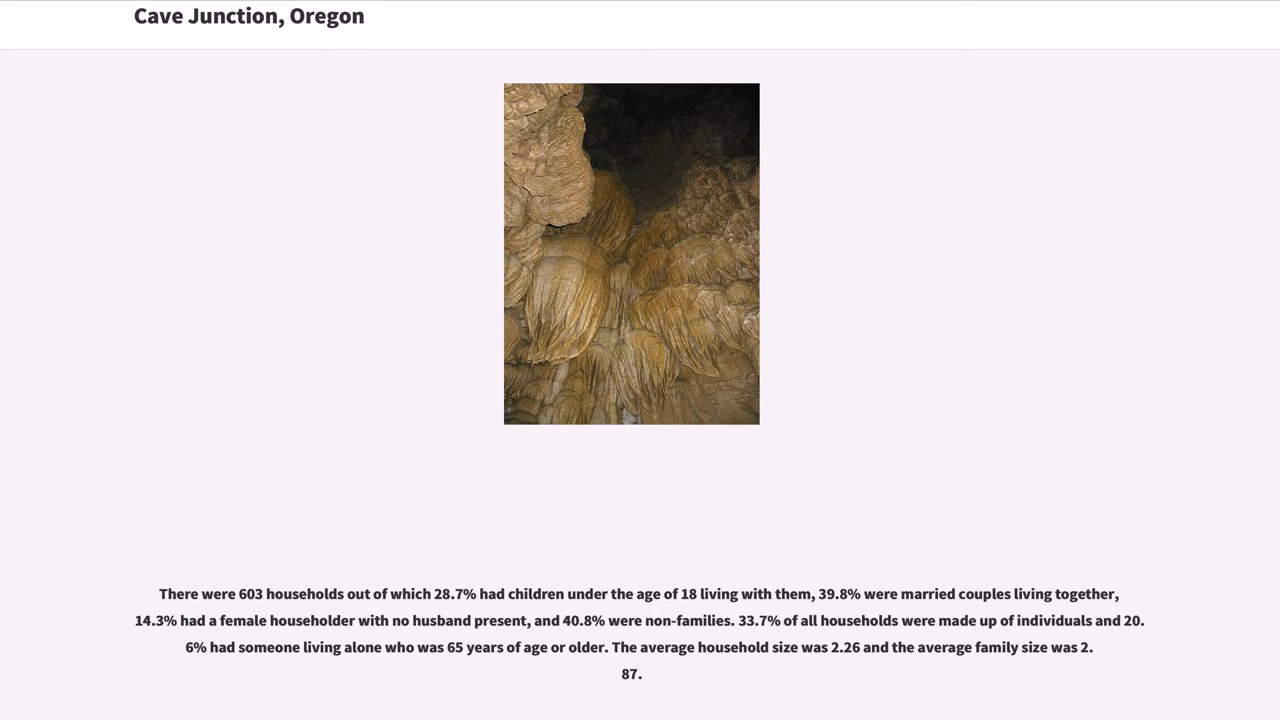 Cave Junction, Oregon
There were 603 households out of which 28.7% had children under the age of 18 living with them, 39.8% were married couples living together,
14.3% had a female householder with no husband present, and 40.8% were non-families. 33.7% of all households were made up of individuals and 20.
6% had someone living alone who was 65 years of age or older. The average household size was 2.26 and the average family size was 2.
87.